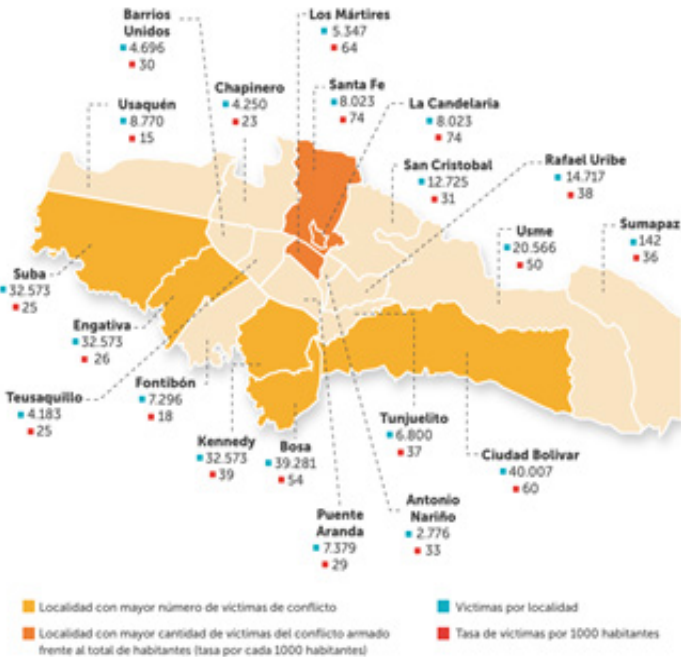 Barrios
Unidos
4.696
30
Los Mártires
5.347
64
Chapinero
4.250
23
Santa Fe
8.023
74
La Candelaria
8.023
74
Usaquén
8.770
15
San Cristobal
12.725
31
Rafael Uribe
14.717
38
Usme
20.566
50
Sumapaz
142
36
Suba
32.573
25
Engativa
32.573
26
Teusaquillo
4.183
25
Fontibón
7.296
18
Kennedy
32.573
39
Bosa
39.281
54
Tunjuelito
6.800
37
Ciudad Bolivar
40.007
60
Puente
Aranda
7.379
29
Antonio
Nariño
2.776
33
Localidad con mayor número de victimas de conflicto
Localidad con mayor cantidad de victimas del conflicto armado
frente al total de habitantes (tasa por cada 1000 habitantes)
Victimas por localidad
Tasa de victimas por 1000 habitantes